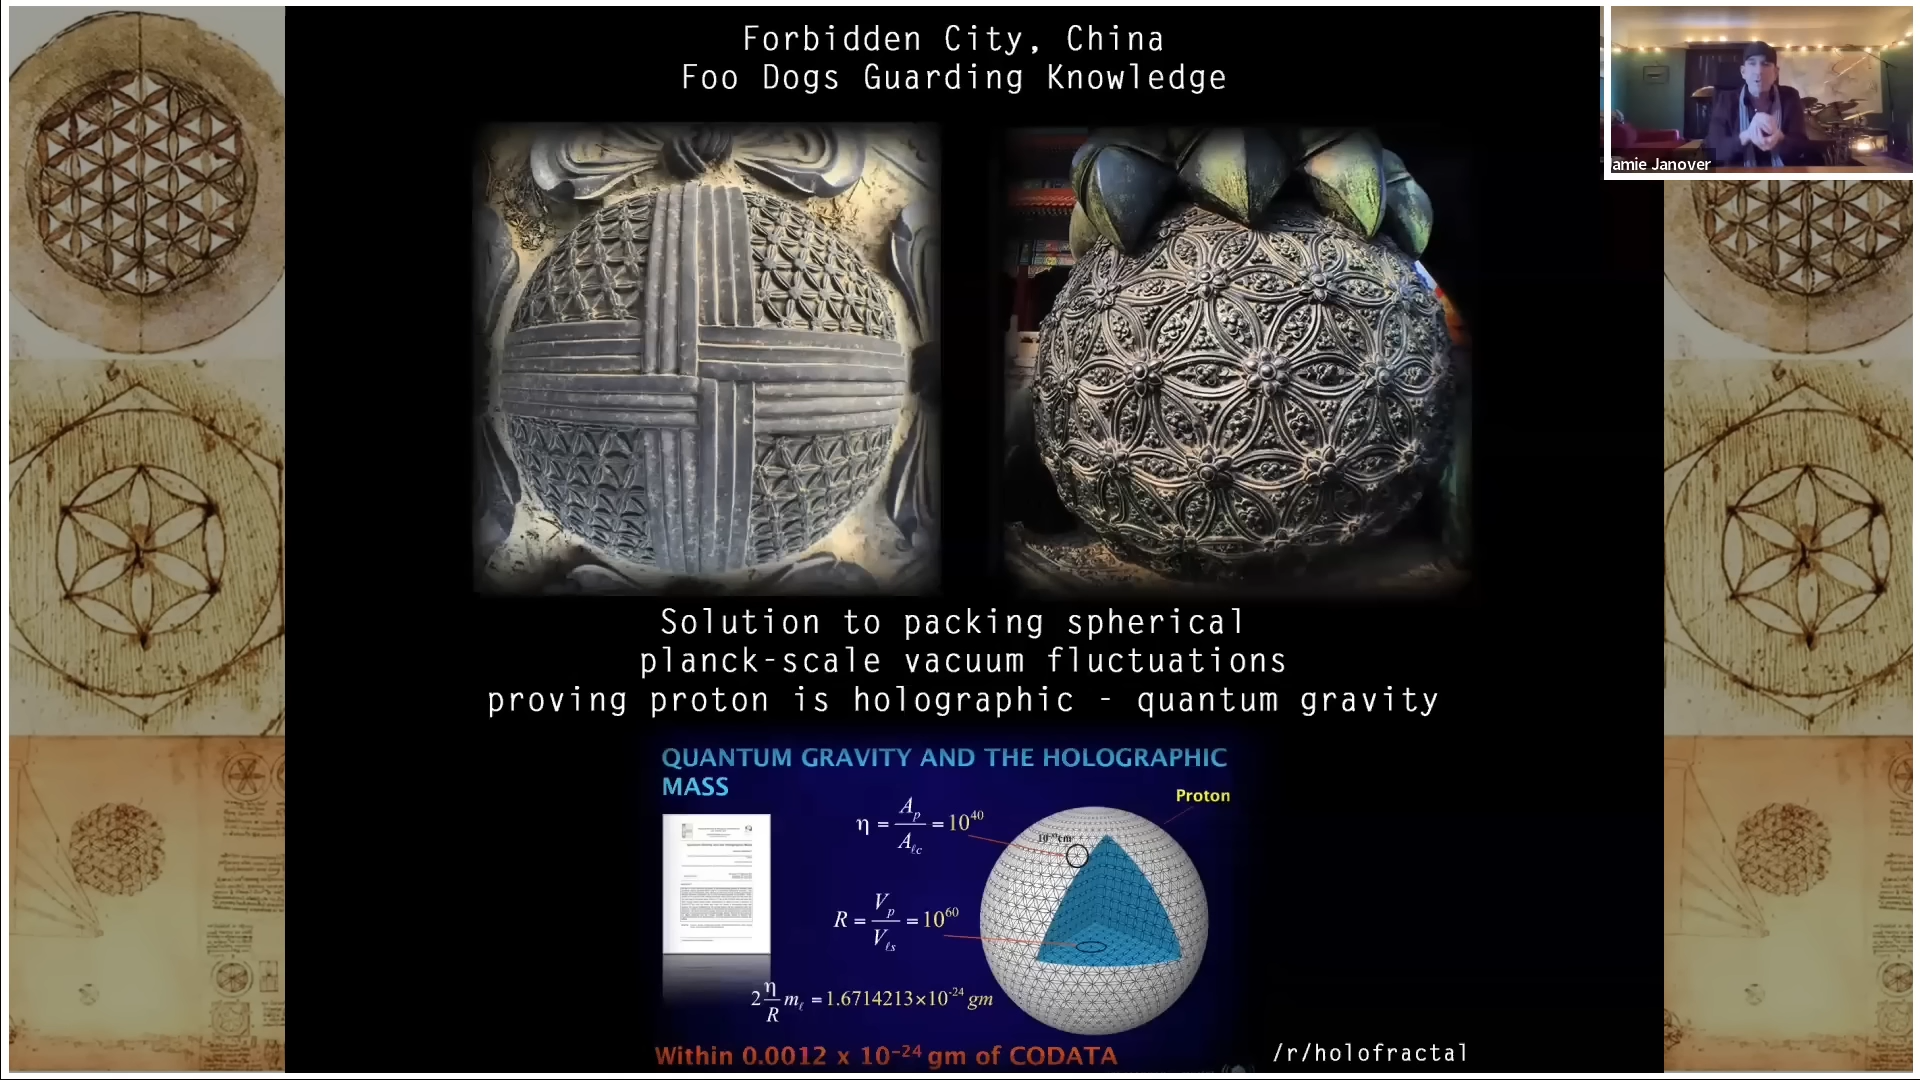 Forbidden City, China
Foo Dogs Guarding Knowledge
amie Janover
Solution to packing spherical
planck-scale vacuum fluctuations
proving proton is holographic - quantum gravity
QUANTUM GRAVITY AND THE HOLOGRAPHIC
MASS
Proton
η = A_p / A_ℓc = 10^40
R = V_p / V_ℓs = 10^60
2 η/R m_ℓ = 1.6714213×10^-24 gm
Within 0.0012 x 10^-24 gm of CODATA
/r/holofractal